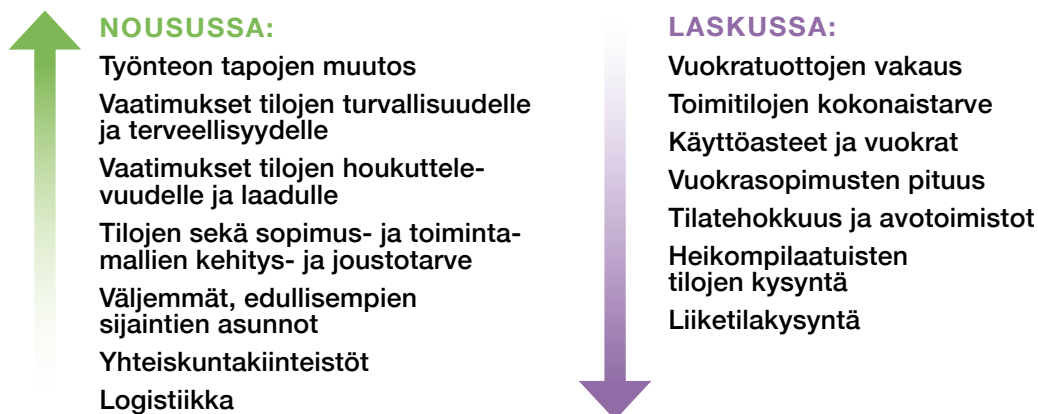 NOUSUSSA:
Työnteon tapojen muutos
Vaatimukset tilojen turvallisuudelle
ja terveellisyydelle
Vaatimukset tilojen houkuttele-
vuudelle ja laadulle
Tilojen sekä sopimus- ja toiminta-
mallien kehitys- ja joustotarve
Väljemmät, edullisempien
sijaintien asunnot
Yhteiskuntakiinteistöt
Logistiikka
LASKUSSA:
Vuokratuottojen vakaus
Toimitilojen kokonaistarve
Käyttöasteet ja vuokrat
Vuokrasopimusten pituus
Tilatehokkuus ja avotoimistot
Heikompilaatuisten
tilojen kysyntä
Liiketilakysyntä